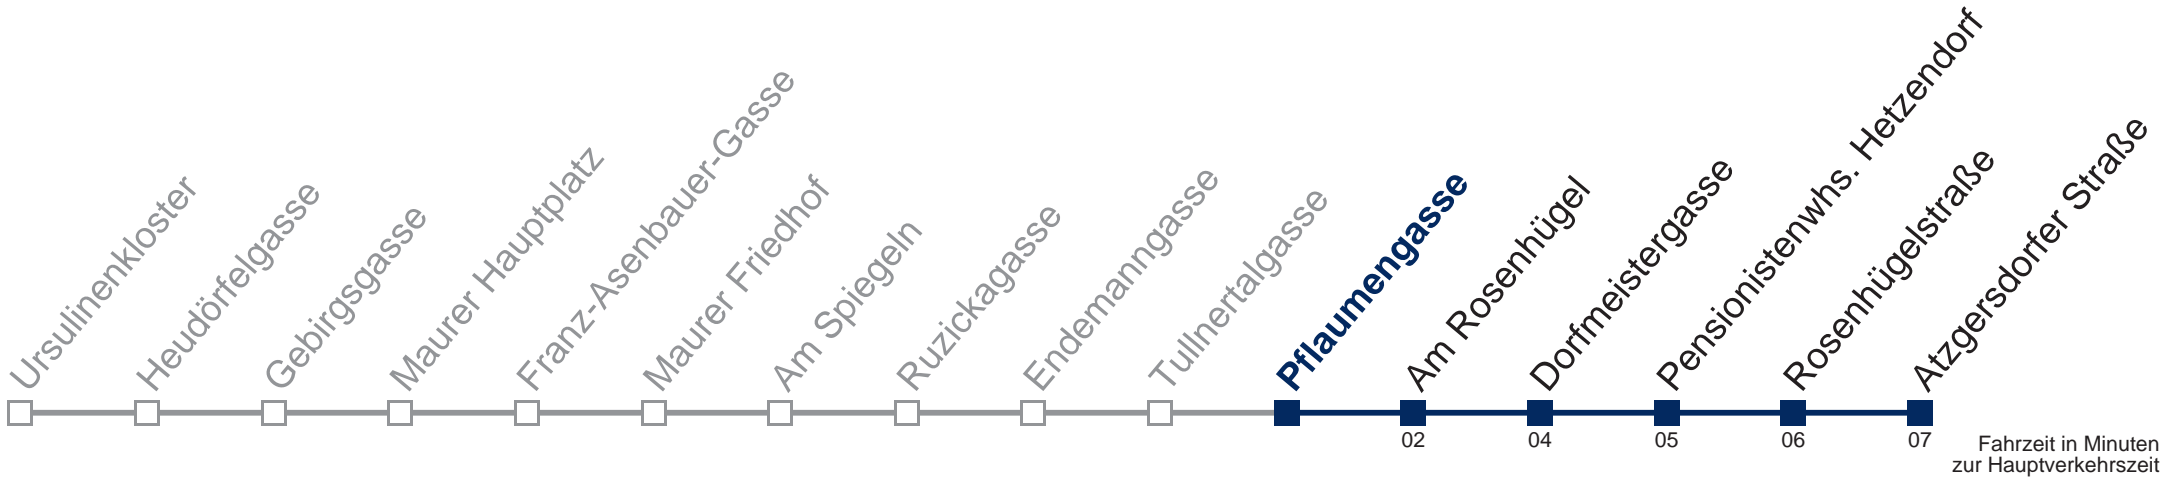 Ursulinenkloster
Heudörfelgasse
Gebirgsgasse
Maurer Hauptplatz
Franz-Asenbauer-Gasse
Maurer Friedhof
Am Spiegeln
Ruzickagasse
Endemanngasse
Tullnertalgasse
Pflaumengasse
Am Rosenhügel
Dorfmeistergasse
Pensionistenwhs. Hetzendorf
Rosenhügelstraße
Atzgersdorfer Straße
02
04
05
06
07
Fahrzeit in Minuten
zur Hauptverkehrszeit